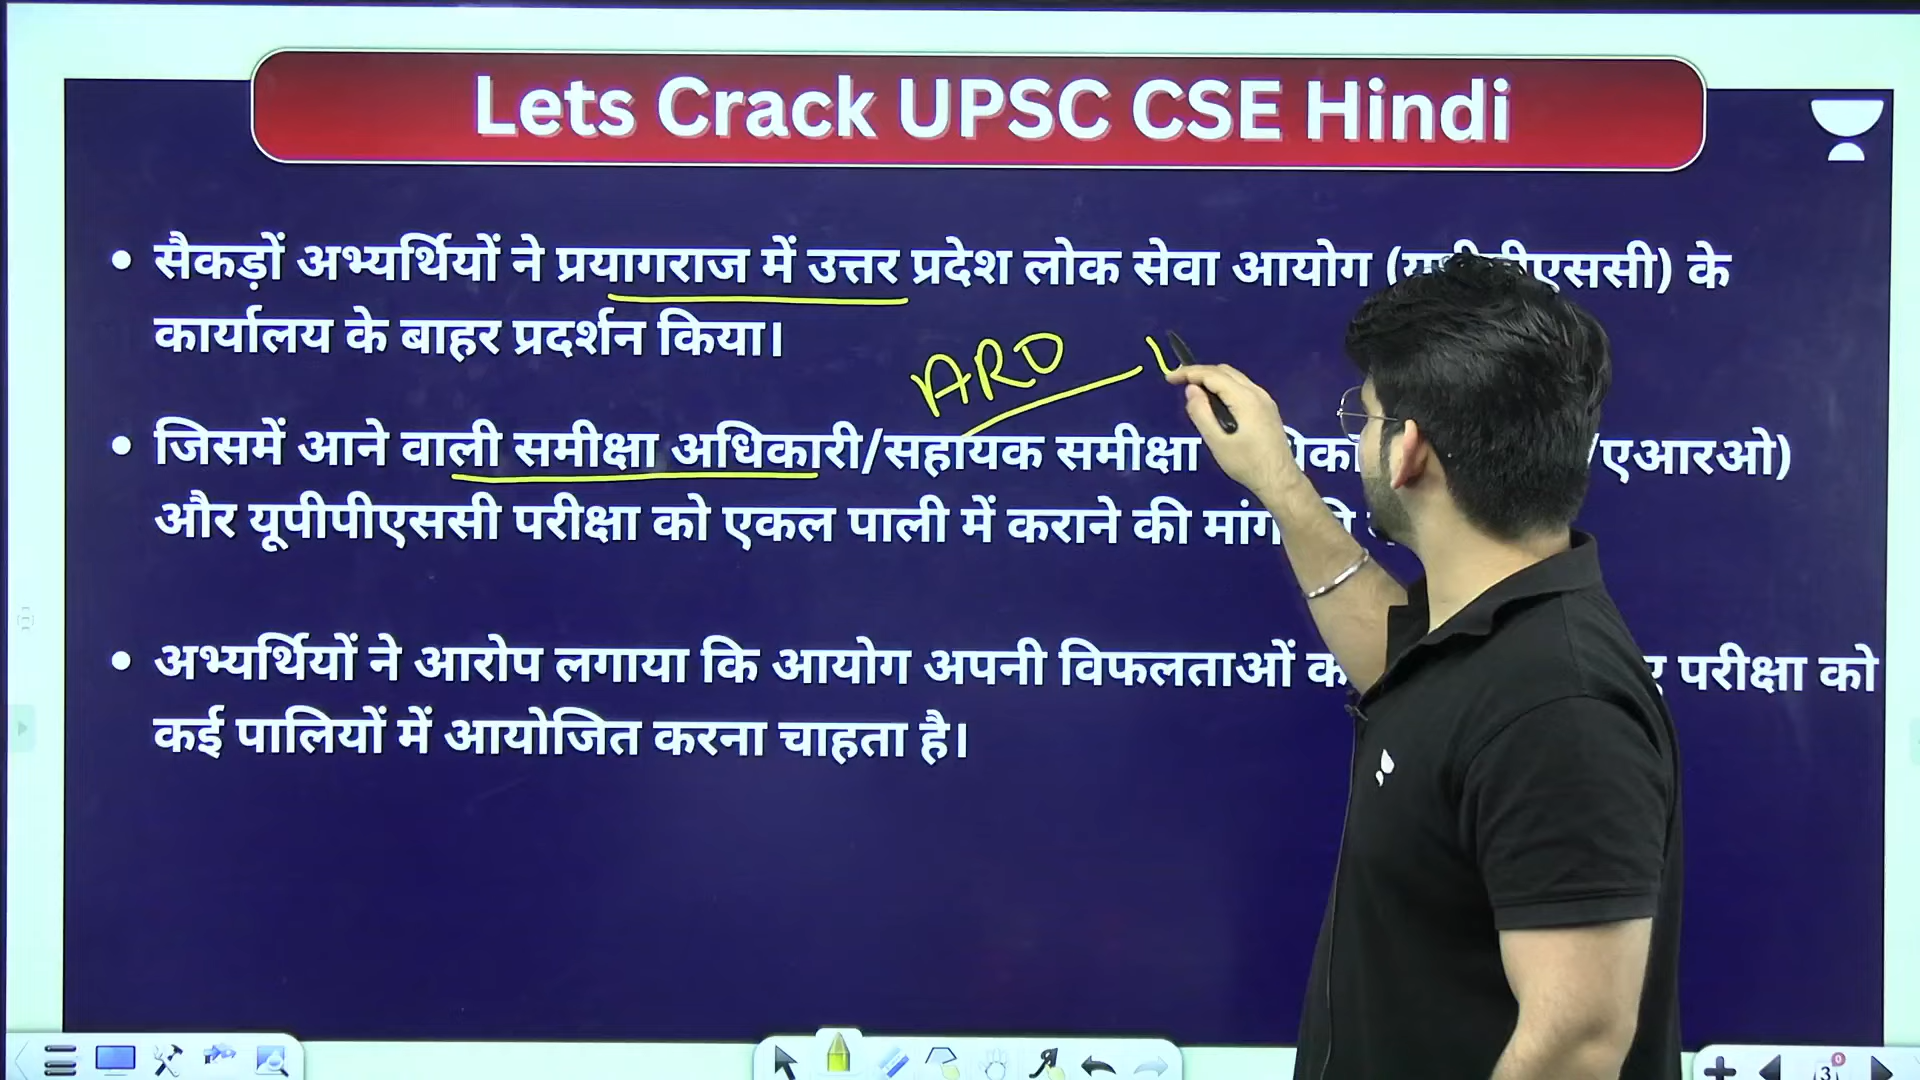 Lets Crack UPSC CSE Hindi
• सैकड़ों अभ्यर्थियों ने प्रयागराज में उत्तर प्रदेश लोक सेवा आयोग के
कार्यालय के बाहर प्रदर्शन किया।
ARO
• जिसमें आने वाली समीक्षा अधिकारी/सहायक समीक्षा /एआरओ)
और यूपीपीएससी परीक्षा को एकल पाली में कराने की
• अभ्यर्थियों ने आरोप लगाया कि आयोग अपनी विफलताओं परीक्षा को
कई पालियों में आयोजित करना चाहता है।
3